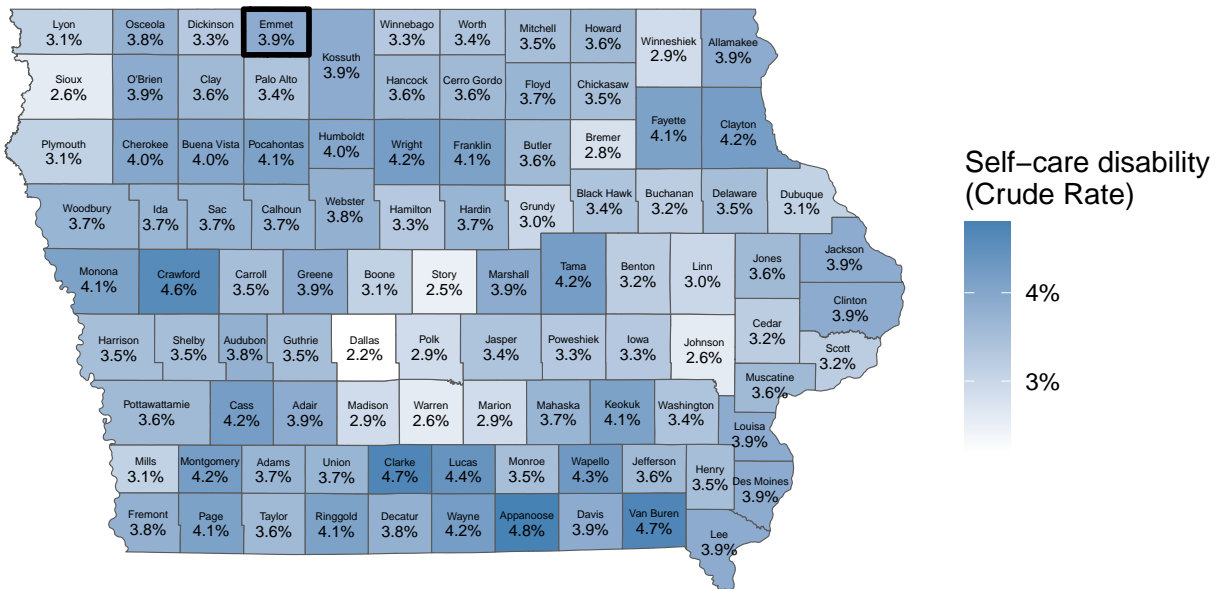 Lyon
3.1%
Osceola
3.8%
Dickinson
3.3%
Emmet
3.9%
Kossuth
3.9%
Winnebago
3.3%
Worth
3.4%
Mitchell
3.5%
Howard
3.6%
Winneshiek
2.9%
Allamakee
3.9%
Sioux
2.6%
O'Brien
3.9%
Clay
3.6%
Palo Alto
3.4%
Hancock
3.6%
Cerro Gordo
3.6%
Floyd
3.7%
Chickasaw
3.5%
Fayette
4.1%
Clayton
4.2%
Plymouth
3.1%
Cherokee
4.0%
Buena Vista
4.0%
Pocahontas
4.1%
Humboldt
4.0%
Wright
4.2%
Franklin
4.1%
Butler
3.6%
Bremer
2.8%
Woodbury
3.7%
Ida
3.7%
Sac
3.7%
Calhoun
3.7%
Webster
3.8%
Hamilton
3.3%
Hardin
3.7%
Grundy
3.0%
Black Hawk
3.4%
Buchanan
3.2%
Delaware
3.5%
Dubuque
3.1%
Monona
4.1%
Crawford
4.6%
Carroll
3.5%
Greene
3.9%
Boone
3.1%
Story
2.5%
Marshall
3.9%
Tama
4.2%
Benton
3.2%
Linn
3.0%
Jones
3.6%
Jackson
3.9%
Clinton
3.9%
Harrison
3.5%
Shelby
3.5%
Audubon
3.8%
Guthrie
3.5%
Dallas
2.2%
Polk
2.9%
Jasper
3.4%
Poweshiek
3.3%
Iowa
3.3%
Johnson
2.6%
Cedar
3.2%
Scott
3.2%
Muscatine
3.6%
Pottawattamie
3.6%
Cass
4.2%
Adair
3.9%
Madison
2.9%
Warren
2.6%
Marion
2.9%
Mahaska
3.7%
Keokuk
4.1%
Washington
3.4%
Louisa
3.9%
Mills
3.1%
Montgomery
4.2%
Adams
3.7%
Union
3.7%
Clarke
4.7%
Lucas
4.4%
Monroe
3.5%
Wapello
4.3%
Jefferson
3.6%
Henry
3.5%
Des Moines
3.9%
Fremont
3.8%
Page
4.1%
Taylor
3.6%
Ringgold
4.1%
Decatur
3.8%
Wayne
4.2%
Appanoose
4.8%
Davis
3.9%
Van Buren
4.7%
Lee
3.9%
Self−care disability
(Crude Rate)
4%
3%